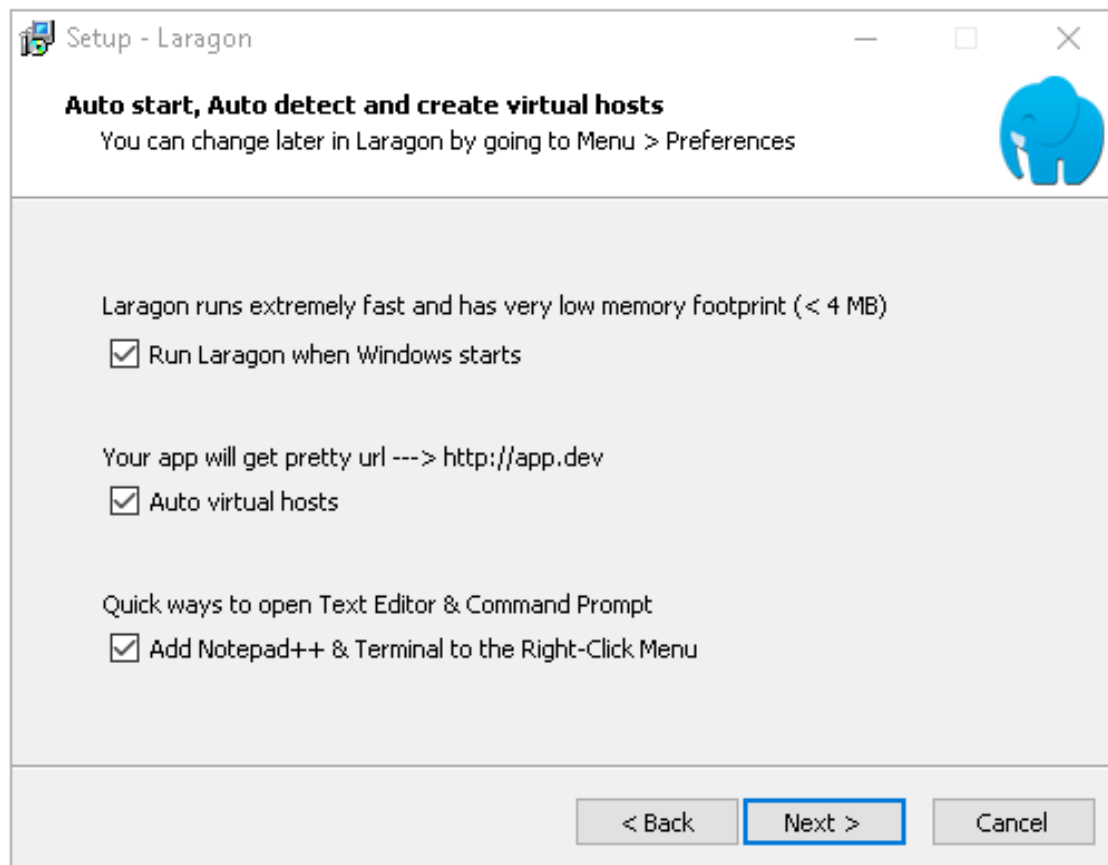 Setup - Laragon
Auto start, Auto detect and create virtual hosts
You can change later in Laragon by going to Menu > Preferences
Laragon runs extremely fast and has very low memory footprint (< 4 MB)
Run Laragon when Windows starts
Your app will get pretty url ---> http://app.dev
Auto virtual hosts
Quick ways to open Text Editor & Command Prompt
Add Notepad++ & Terminal to the Right-Click Menu
< Back Next > Cancel